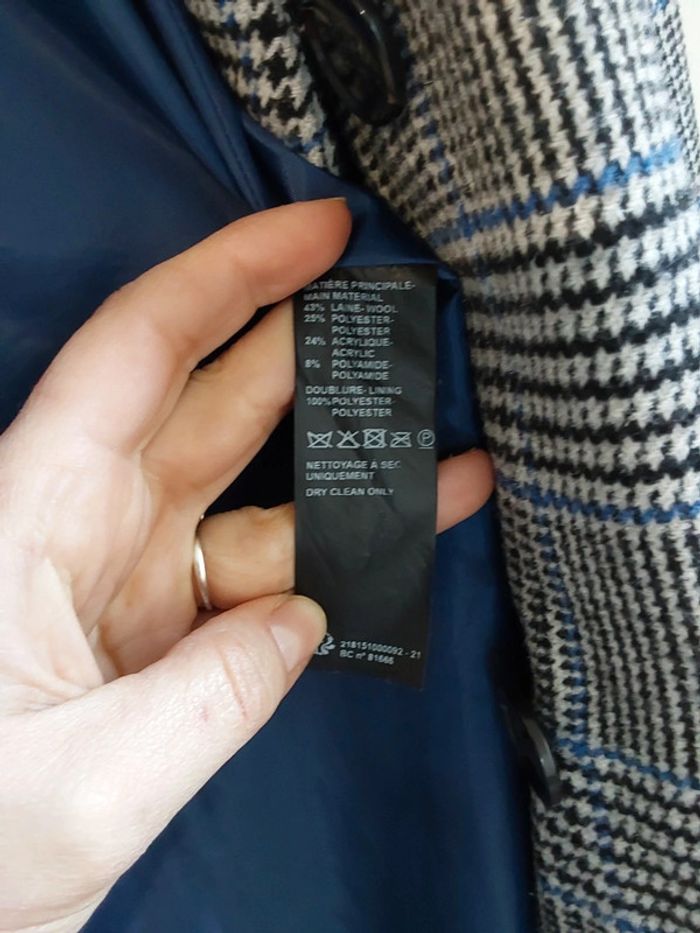 MATIÈRE PRINCIPALE-
MAIN MATERIAL
43% LAINE- WOOL
25% POLYESTER-
POLYESTER
24% ACRYLIQUE-
ACRYLIC
8% POLYAMIDE-
POLYAMIDE
DOUBLURE- LINING
100% POLYESTER-
POLYESTER
P
NETTOYAGE À SEC
UNIQUEMENT
DRY CLEAN ONLY
218151000092 - 21
BC n° 81666